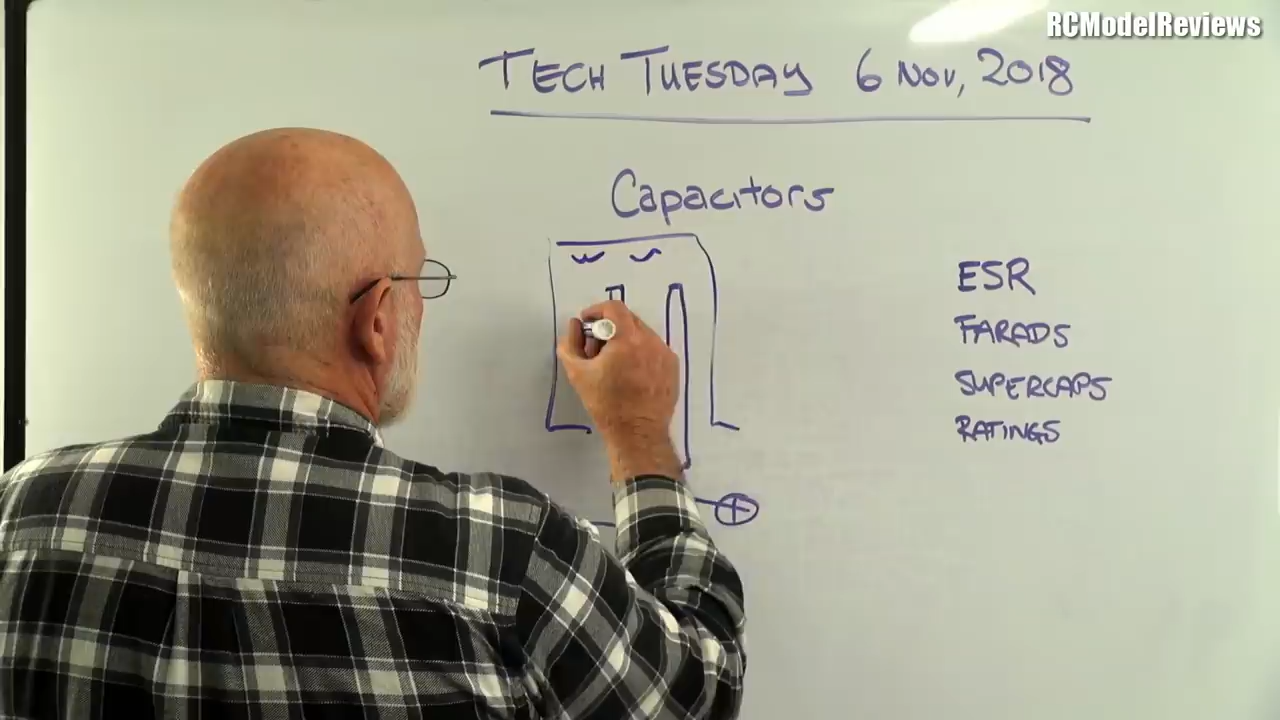 RCModelReviews
TECH TUESDAY 6 NOV, 2018
Capacitors
ESR
FARADS
SUPERCAPS
RATINGS
+